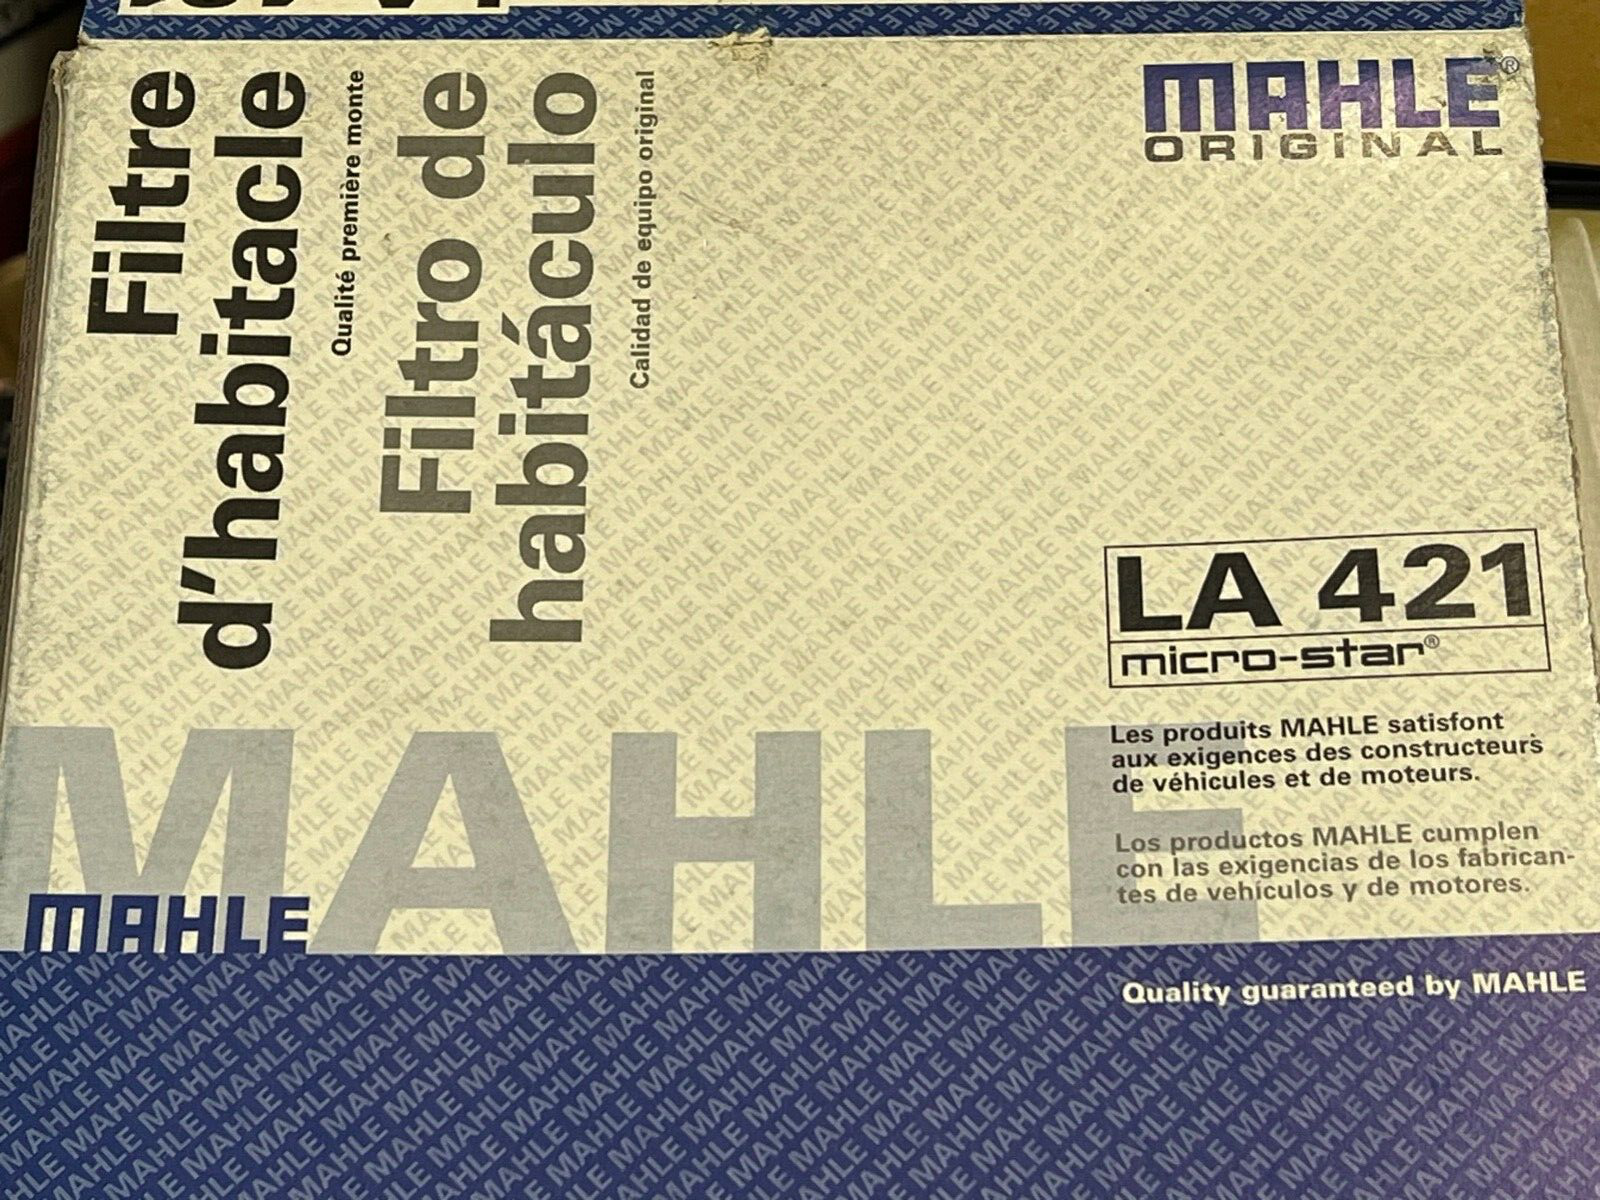 Filtre
d'habitacle
Qualité première monte
Filtro de
habitáculo
Calidad de equipo original
MAHLE®
ORIGINAL
LA 421
micro-star®
Les produits MAHLE satisfont
aux exigences des constructeurs
de véhicules et de moteurs.
Los productos MAHLE cumplen
con las exigencias de los fabrican-
tes de vehículos y de motores.
MAHLE
MAHLE
Quality guaranteed by MAHLE